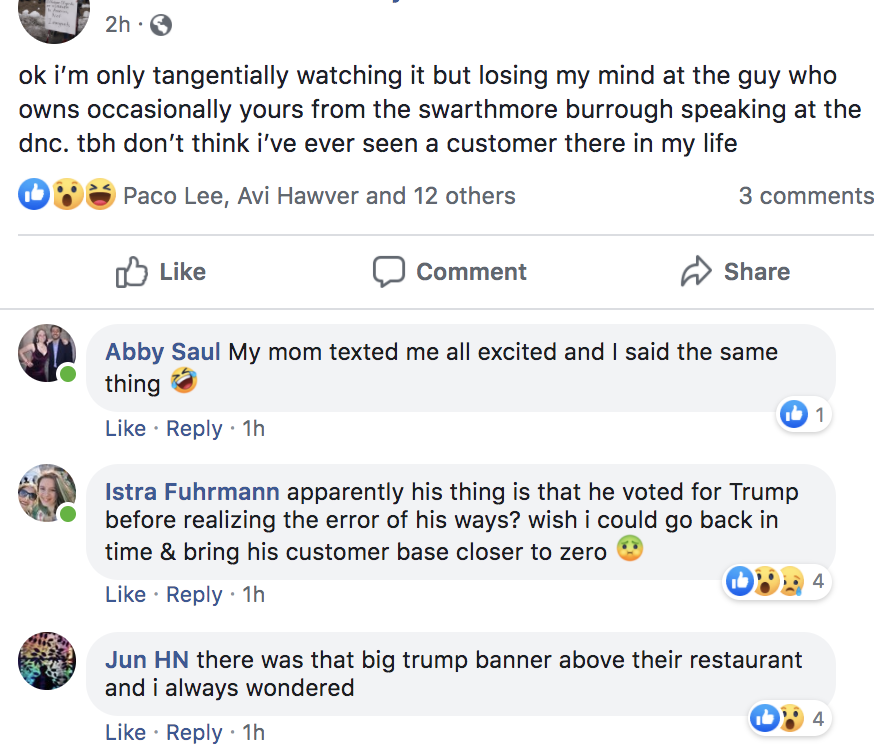 2h ·
ok i'm only tangentially watching it but losing my mind at the guy who
owns occasionally yours from the swarthmore burrough speaking at the
dnc. tbh don't think i've ever seen a customer there in my life
Paco Lee, Avi Hawver and 12 others 3 comments
Like Comment Share
Abby Saul My mom texted me all excited and I said the same
thing 🤣
1
Like · Reply · 1h
Istra Fuhrmann apparently his thing is that he voted for Trump
before realizing the error of his ways? wish i could go back in
time & bring his customer base closer to zero 🤢
4
Like · Reply · 1h
Jun HN there was that big trump banner above their restaurant
and i always wondered
4
Like · Reply · 1h